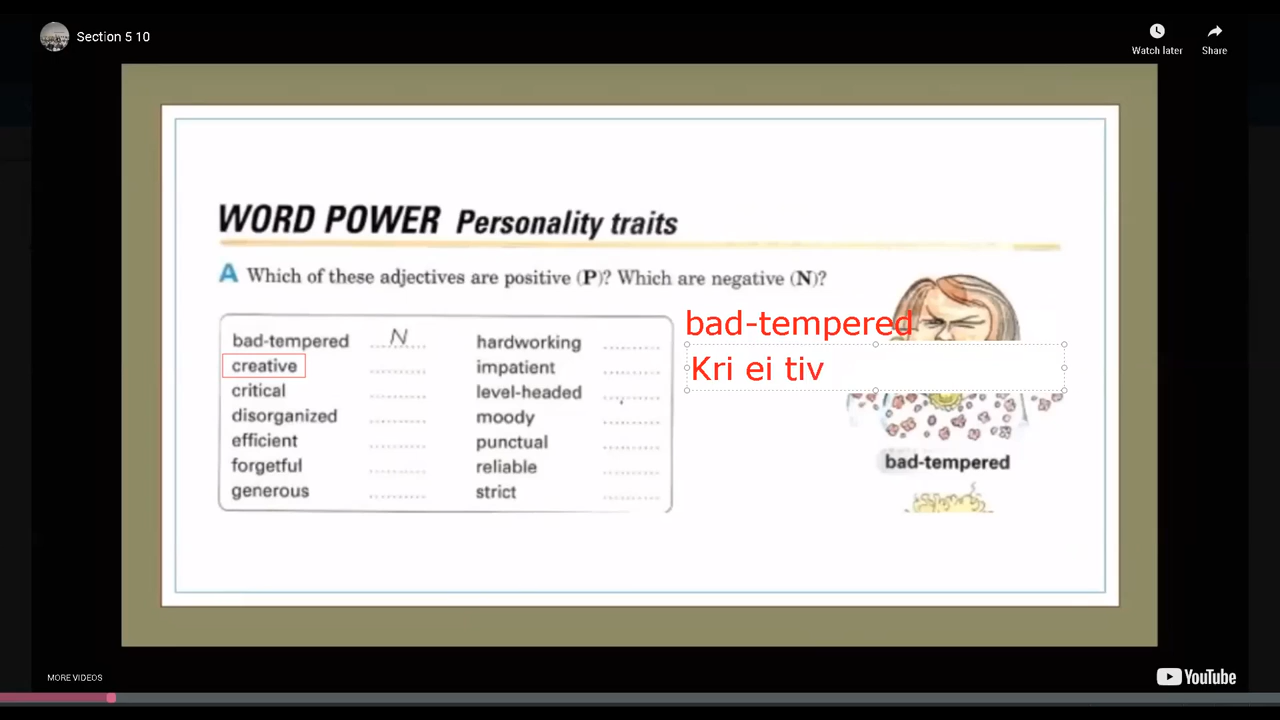 Section 5 10
Watch later
Share
WORD POWER Personality traits
A Which of these adjectives are positive (P)? Which are negative (N)?
bad-tempered N
creative
critical
disorganized
efficient
forgetful
generous
hardworking
impatient
level-headed
moody
punctual
reliable
strict
bad-tempered
Kri ei tiv
bad-tempered
MORE VIDEOS
YouTube